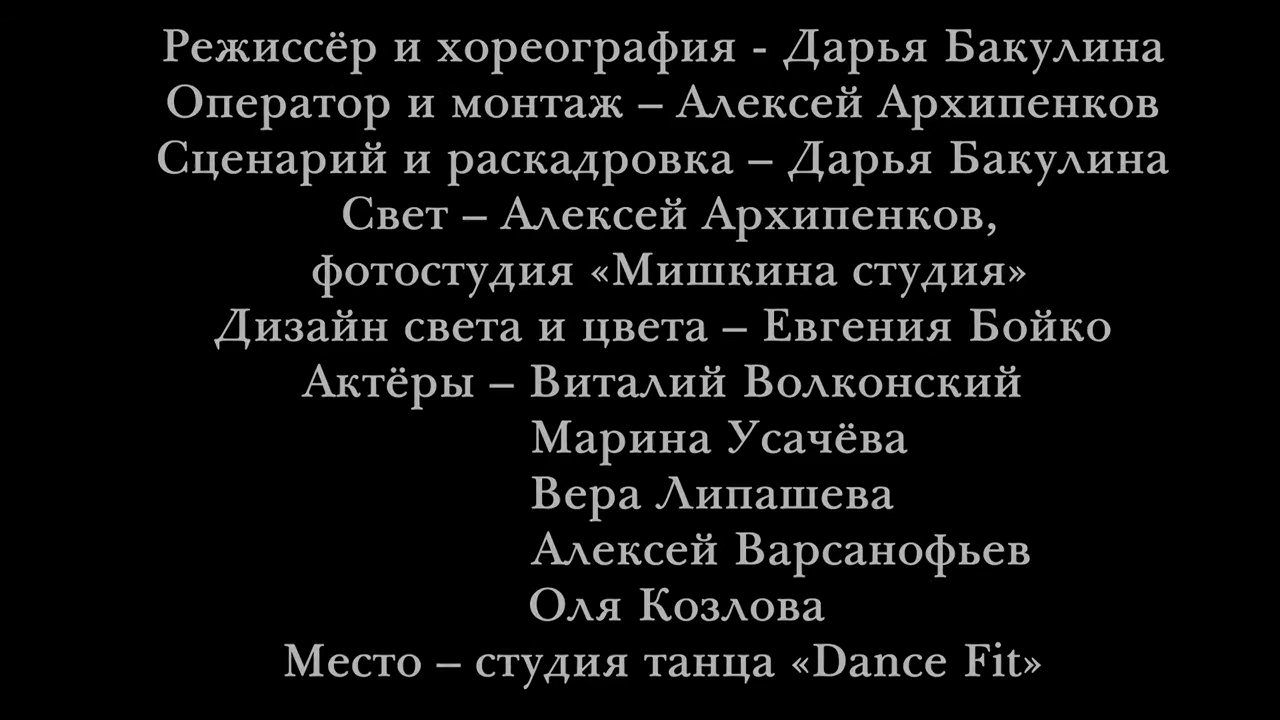 Режиссёр и хореография - Дарья Бакулина
Оператор и монтаж – Алексей Архипенков
Сценарий и раскадровка – Дарья Бакулина
Свет – Алексей Архипенков,
фотостудия «Мишкина студия»
Дизайн света и цвета – Евгения Бойко
Актёры – Виталий Волконский
Марина Усачёва
Вера Липашева
Алексей Варсанофьев
Оля Козлова
Место – студия танца «Dance Fit»